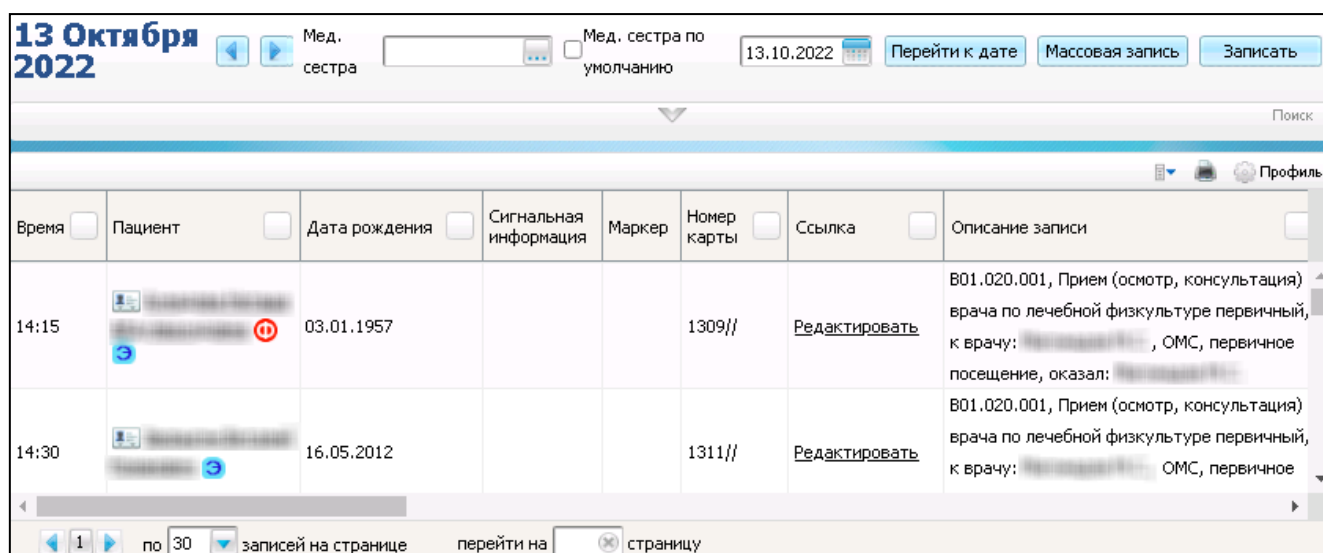 13 Октября
2022
Мед.
сестра
...
Мед. сестра по
умолчанию
13.10.2022
Перейти к дате
Массовая запись
Записать
Поиск
Профиль
Время
Пациент
Дата рождения
Сигнальная
информация
Маркер
Номер
карты
Ссылка
Описание записи
14:15
Э
03.01.1957
1309//
Редактировать
B01.020.001, Прием (осмотр, консультация)
врача по лечебной физкультуре первичный,
к врачу: , ОМС, первичное
посещение, оказал:
14:30
Э
16.05.2012
1311//
Редактировать
B01.020.001, Прием (осмотр, консультация)
врача по лечебной физкультуре первичный,
к врачу: , ОМС, первичное
1 по 30 записей на странице перейти на страницу